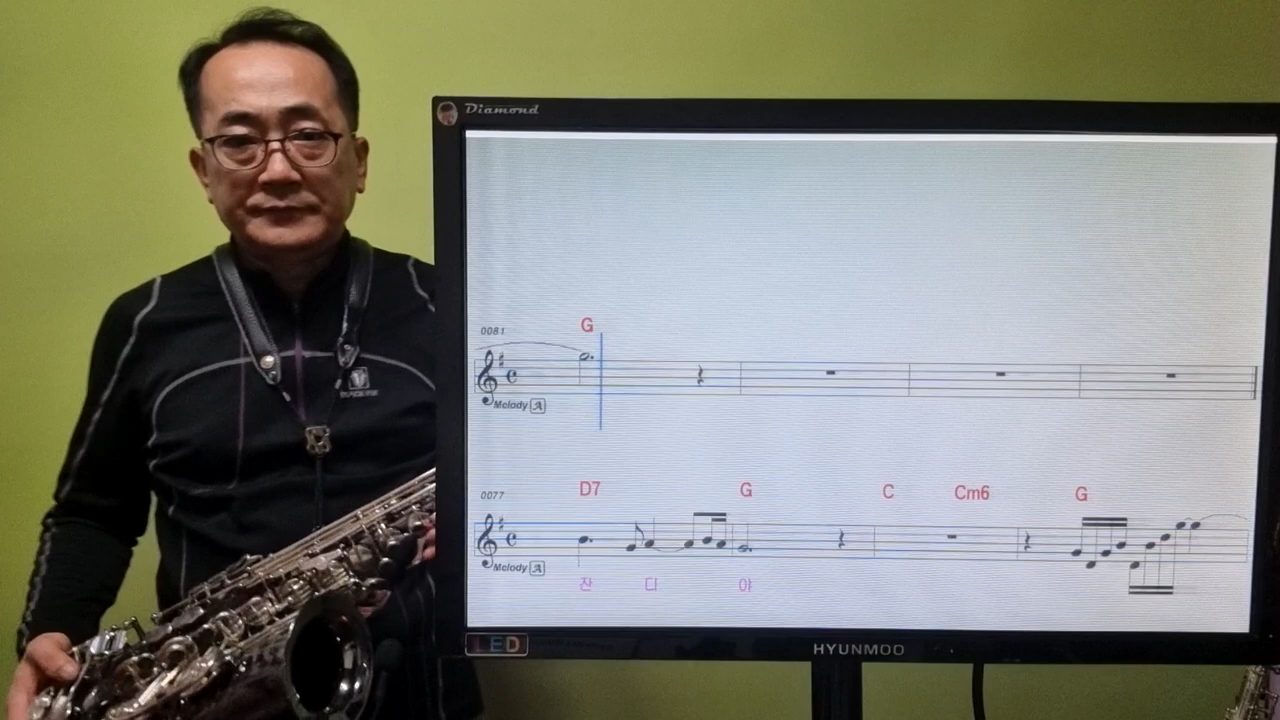 Diamond
G
0081
Melody A
D7 G C Cm6 G
0077
Melody A
잔 디 야
LED
HYUNMOO